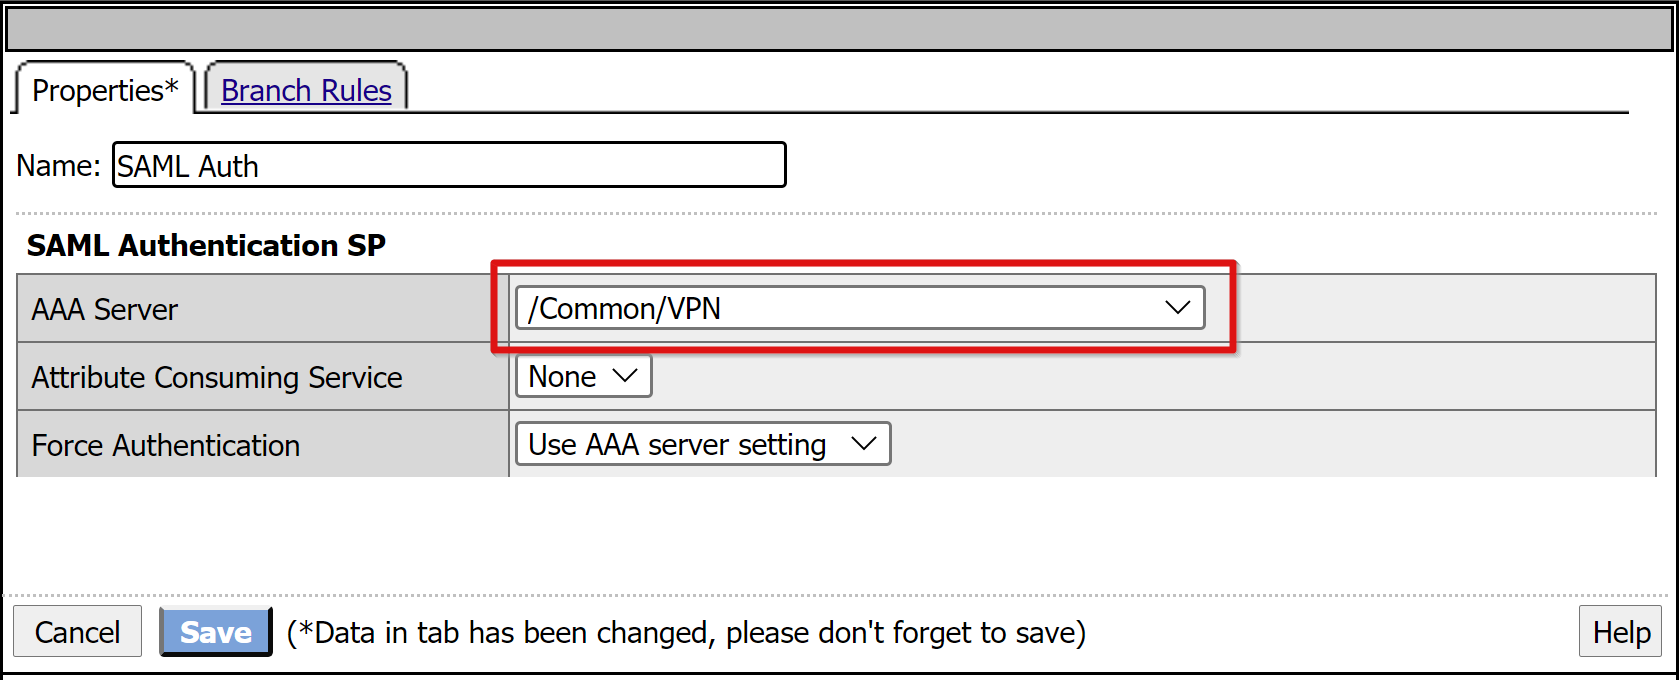 Properties* Branch Rules
Name: SAML Auth
SAML Authentication SP
AAA Server /Common/VPN
Attribute Consuming Service None
Force Authentication Use AAA server setting
Cancel Save (*Data in tab has been changed, please don't forget to save) Help